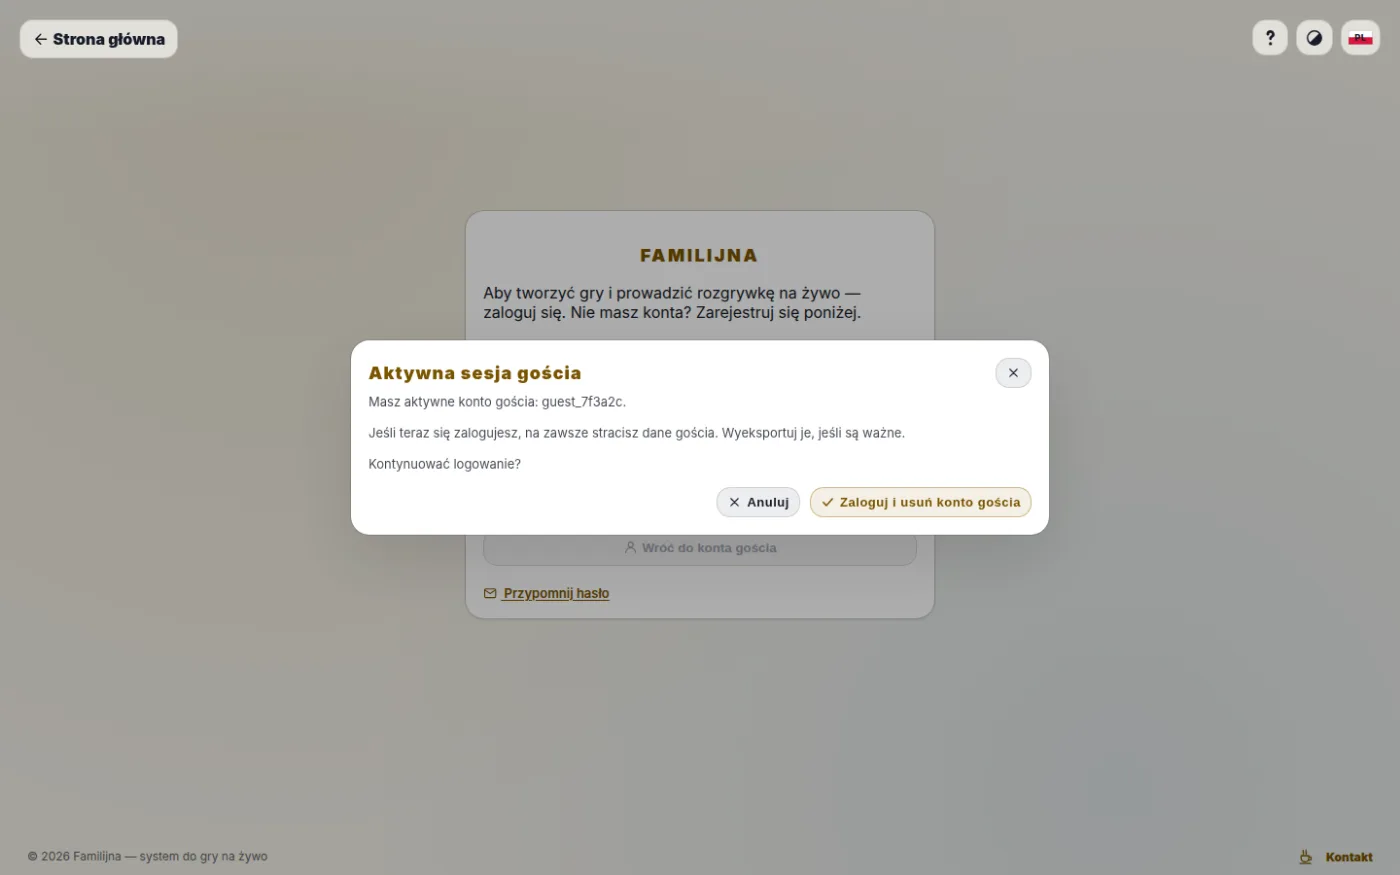 Strona główna
?
PL
FAMILIJNA
Aby tworzyć gry i prowadzić rozgrywkę na żywo —
zaloguj się. Nie masz konta? Zarejestruj się poniżej.
Aktywna sesja gościa
Masz aktywne konto gościa: guest_7f3a2c.
Jeśli teraz się zalogujesz, na zawsze stracisz dane gościa. Wyeksportuj je, jeśli są ważne.
Kontynuować logowanie?
Anuluj
Zaloguj i usuń konto gościa
Wróć do konta gościa
Przypomnij hasło
© 2026 Familijna — system do gry na żywo
Kontakt